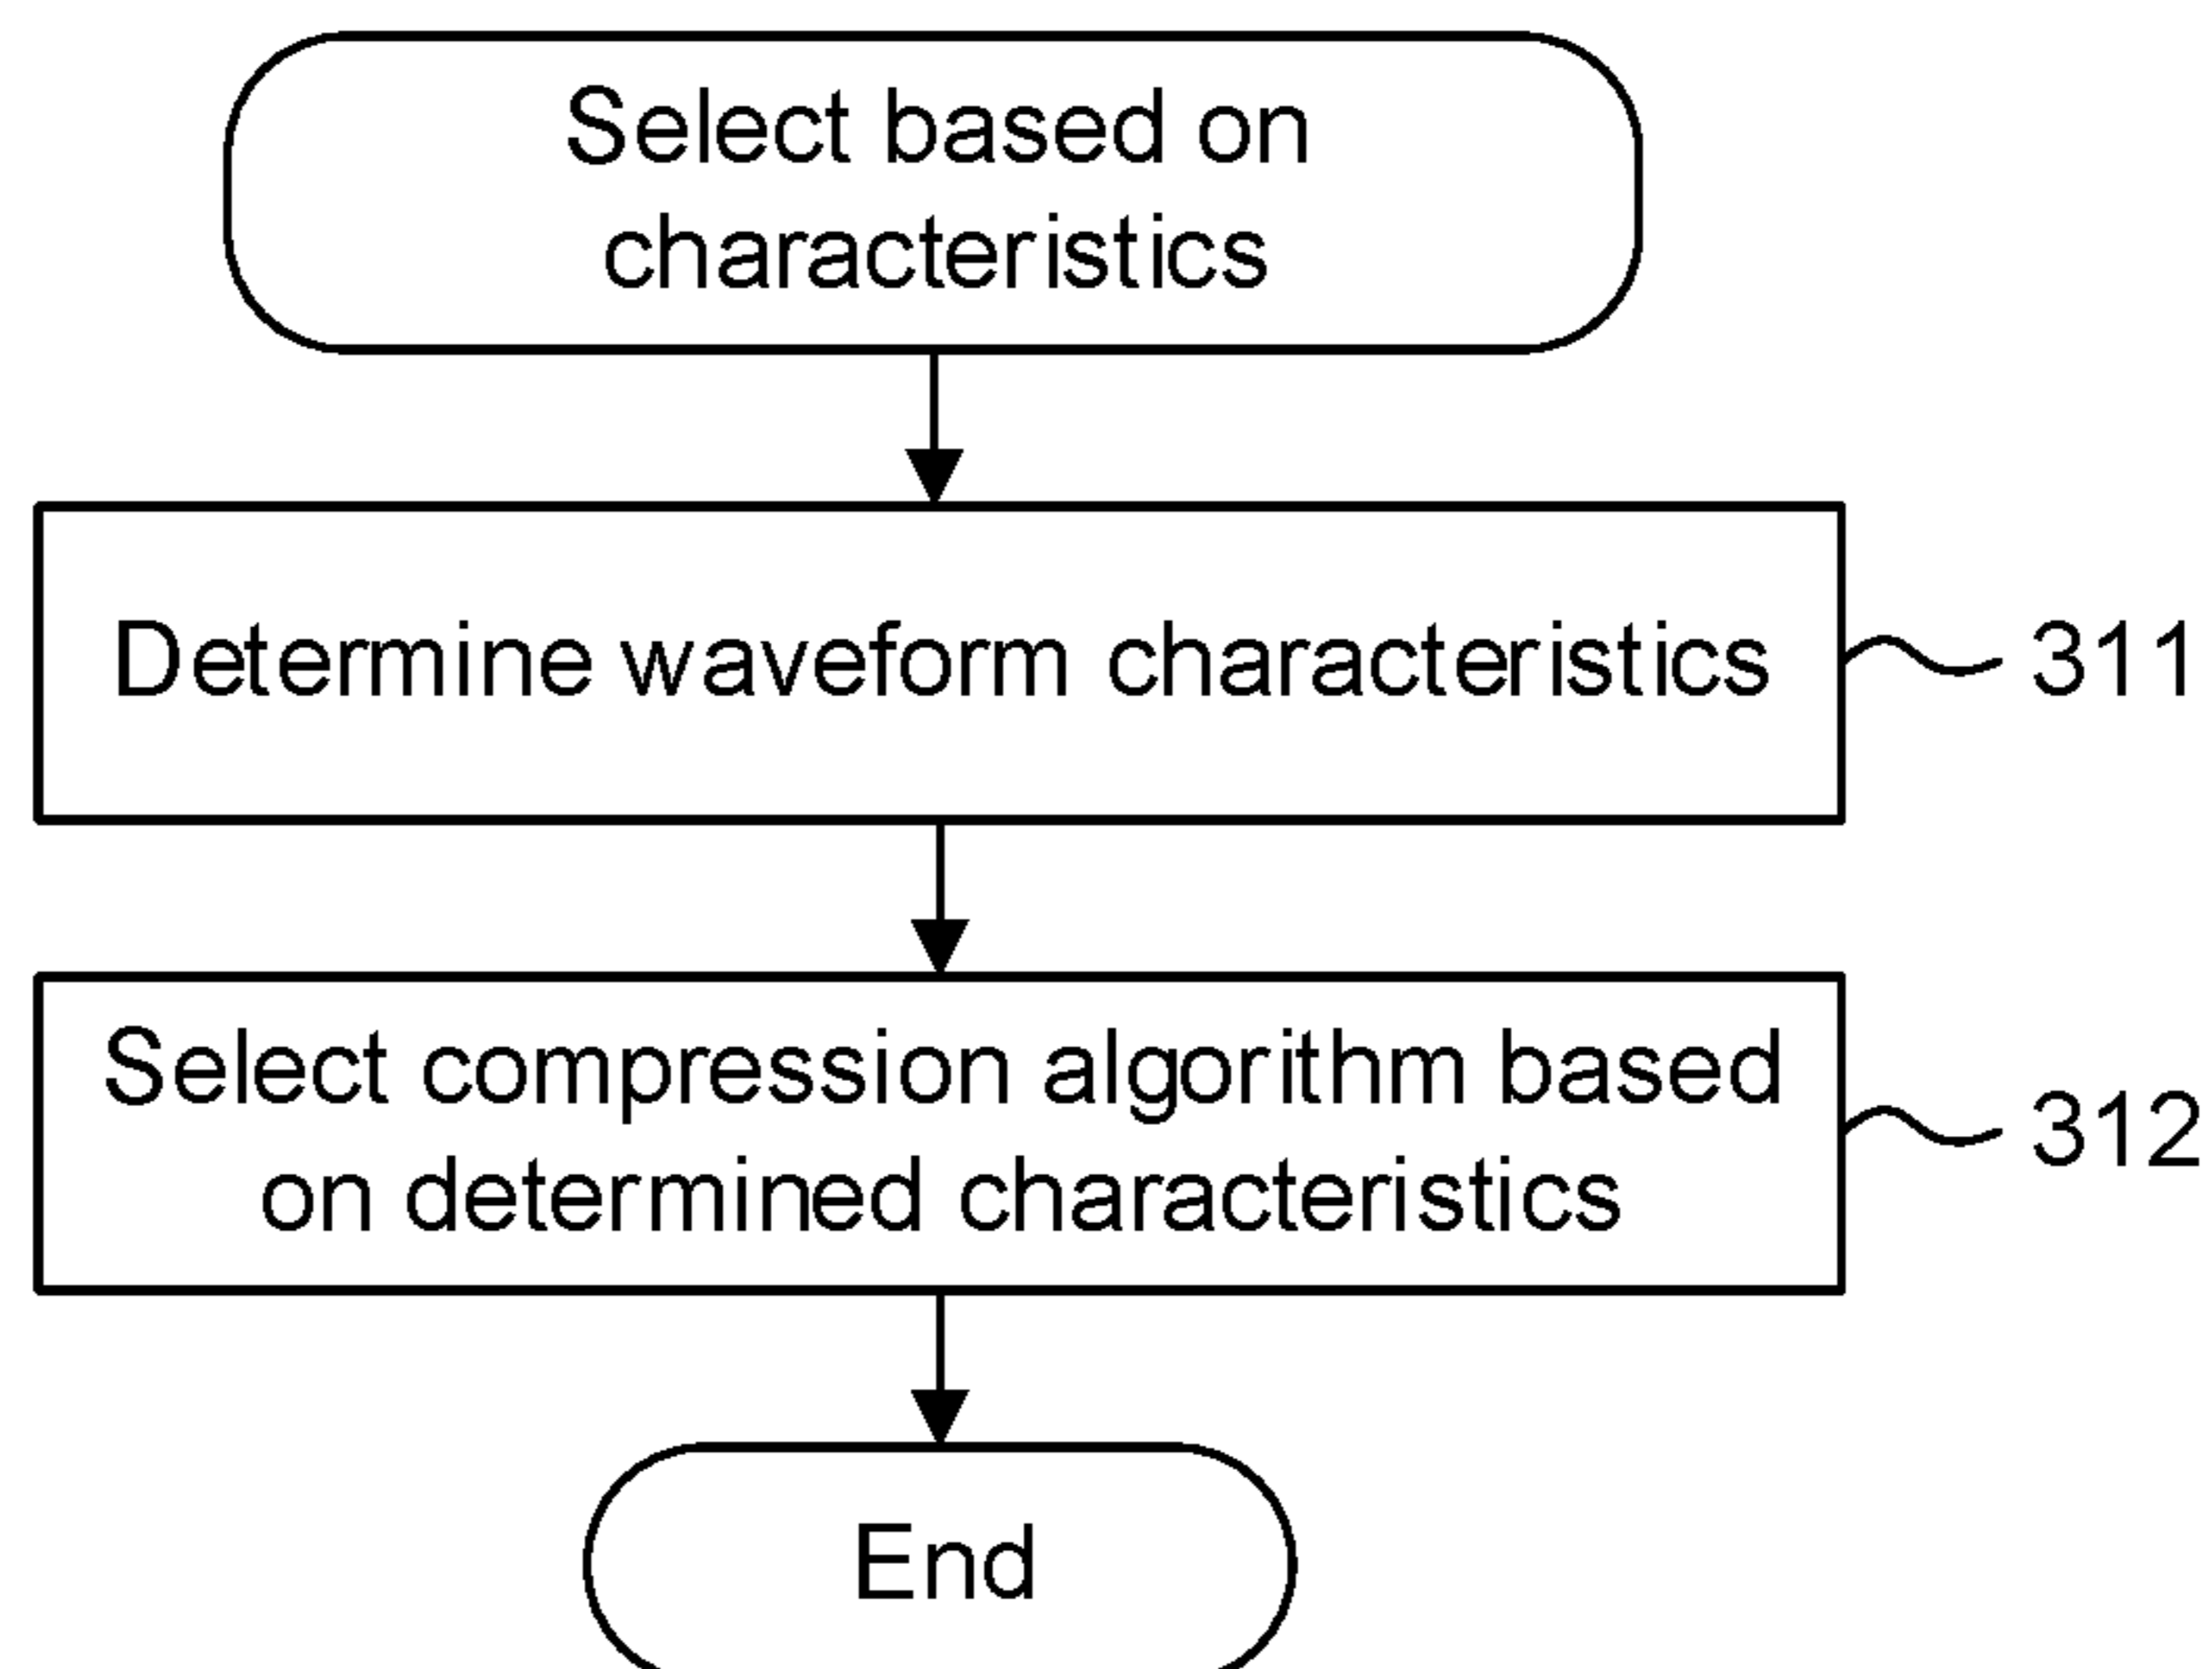 Select based on
characteristics
Determine waveform characteristics
311
Select compression algorithm based
on determined characteristics
312
End